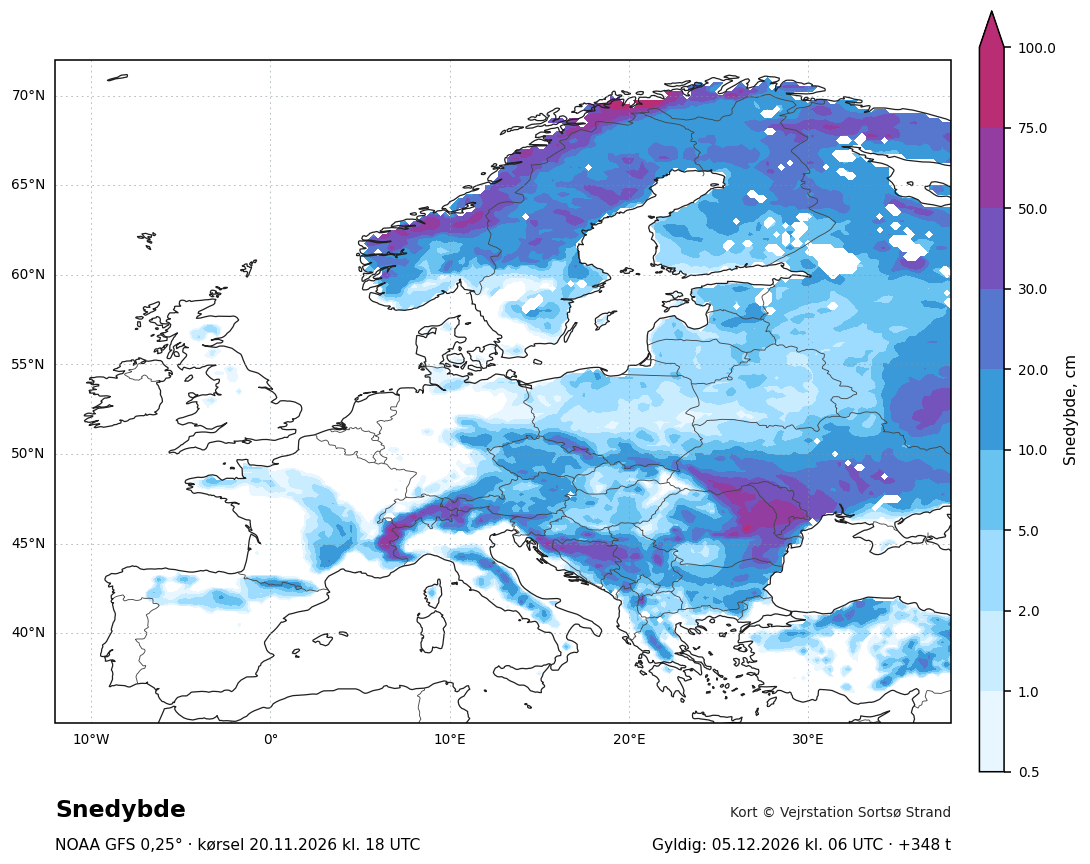 100.0
75.0
50.0
30.0
20.0
10.0
5.0
2.0
1.0
0.5
Snedybde, cm
70°N
65°N
60°N
55°N
50°N
45°N
40°N
10°W
0°
10°E
20°E
30°E
Snedybde
Kort © Vejrstation Sortsø Strand
NOAA GFS 0,25° · kørsel 20.11.2026 kl. 18 UTC
Gyldig: 05.12.2026 kl. 06 UTC · +348 t